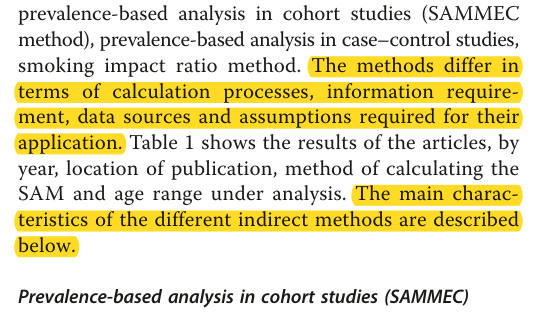 prevalence-based analysis in cohort studies (SAMMEC
method), prevalence-based analysis in case–control studies,
smoking impact ratio method. The methods differ in
terms of calculation processes, information require-
ment, data sources and assumptions required for their
application. Table 1 shows the results of the articles, by
year, location of publication, method of calculating the
SAM and age range under analysis. The main charac-
teristics of the different indirect methods are described
below.
Prevalence-based analysis in cohort studies (SAMMEC)